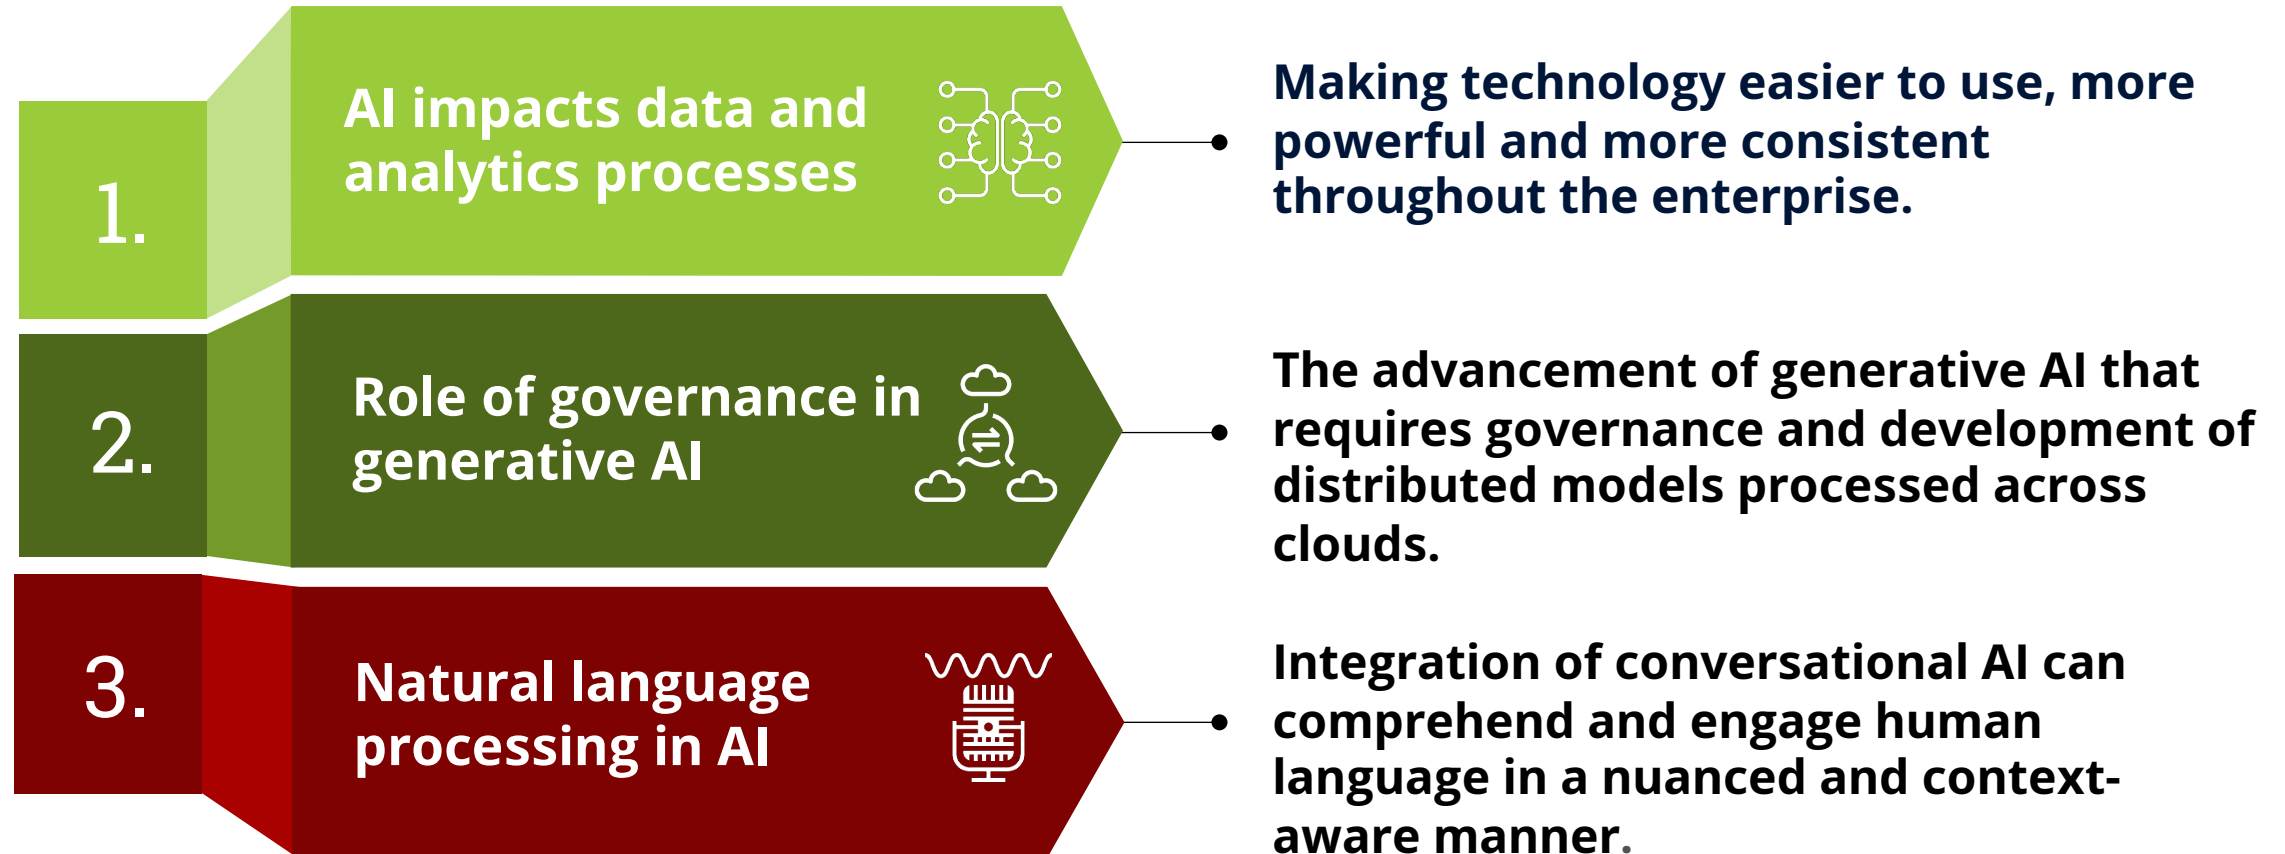 1.
AI impacts data and
analytics processes
Making technology easier to use, more
powerful and more consistent
throughout the enterprise.
2.
Role of governance in
generative AI
The advancement of generative AI that
requires governance and development of
distributed models processed across
clouds.
3.
Natural language
processing in AI
Integration of conversational AI can
comprehend and engage human
language in a nuanced and context-
aware manner.